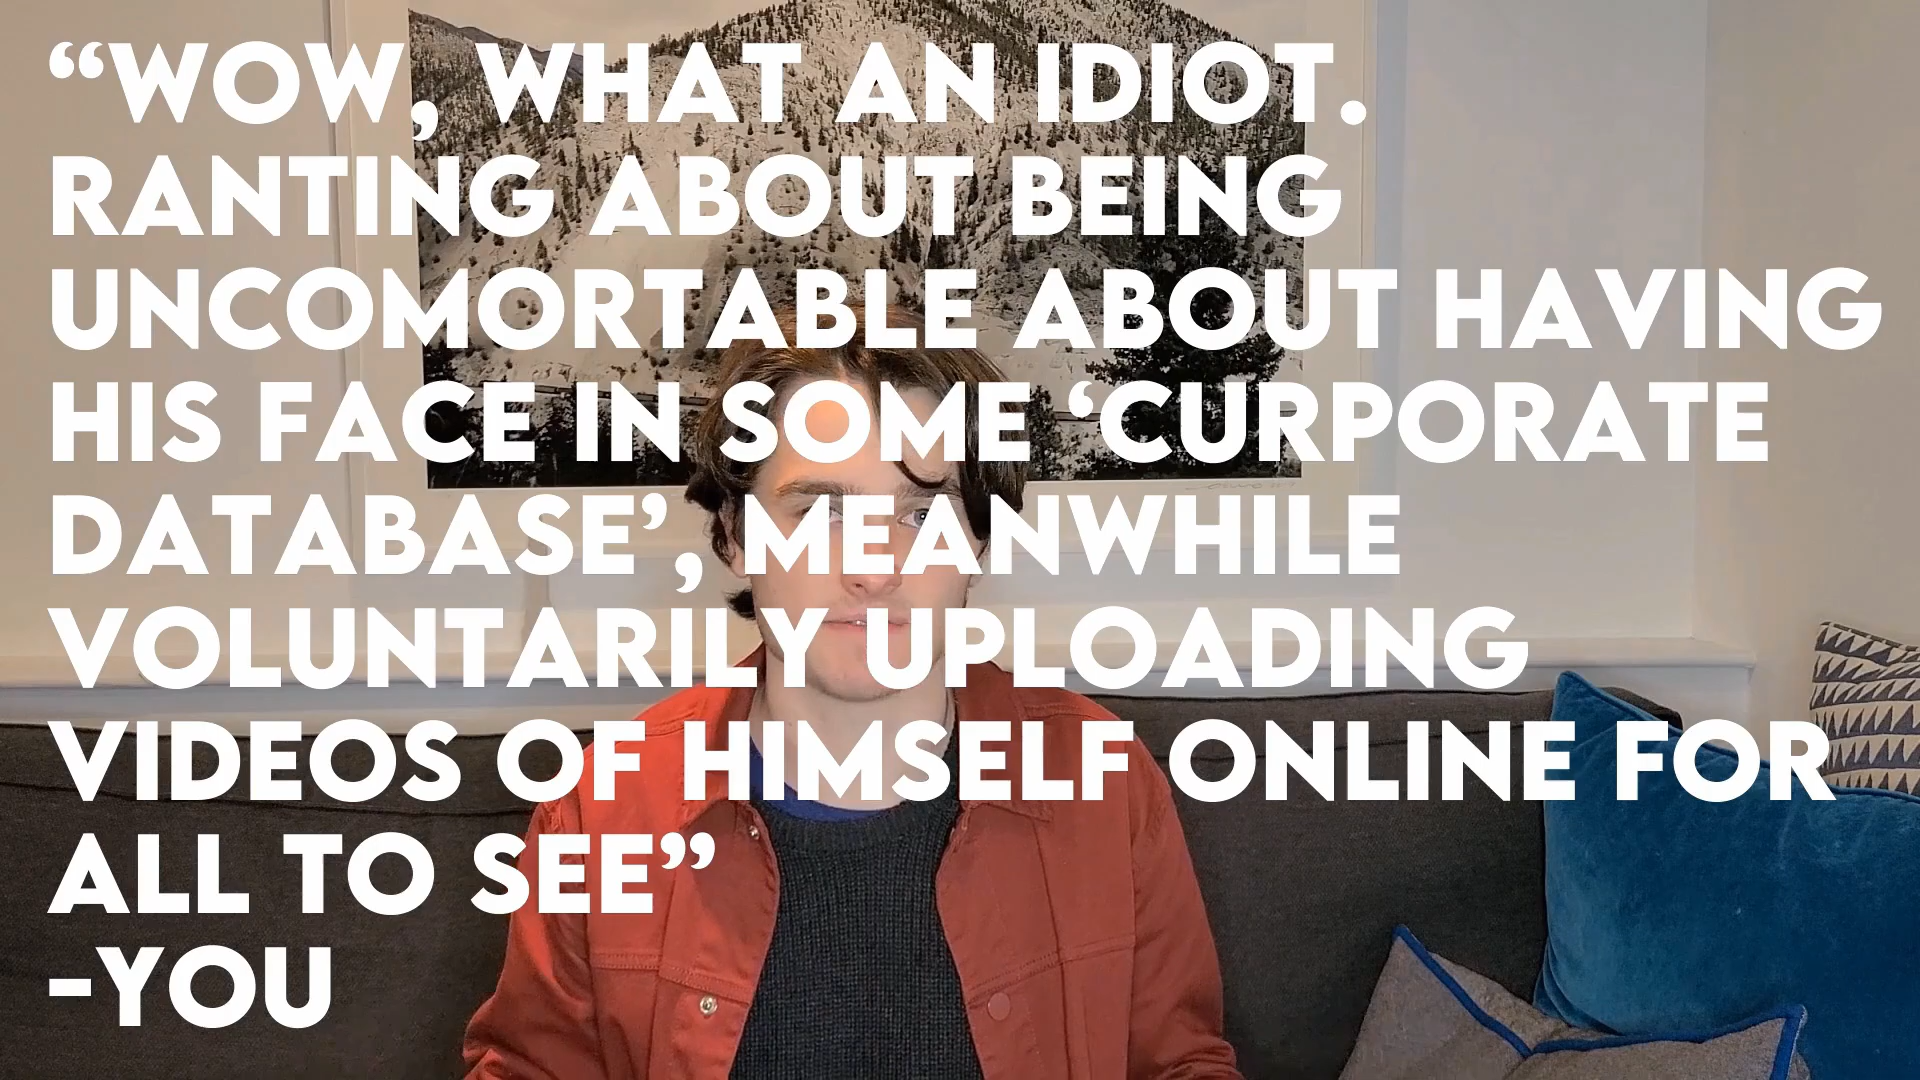 “WOW, WHAT AN IDIOT.
RANTING ABOUT BEING
UNCOMORTABLE ABOUT HAVING
HIS FACE IN SOME ‘CURPORATE
DATABASE’, MEANWHILE
VOLUNTARILY UPLOADING
VIDEOS OF HIMSELF ONLINE FOR
ALL TO SEE”
-YOU